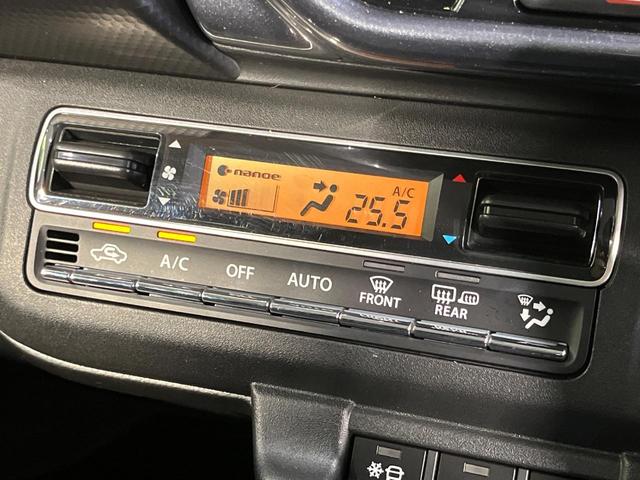 nanoe
A/C
25.5
A/C
OFF
AUTO
FRONT
REAR